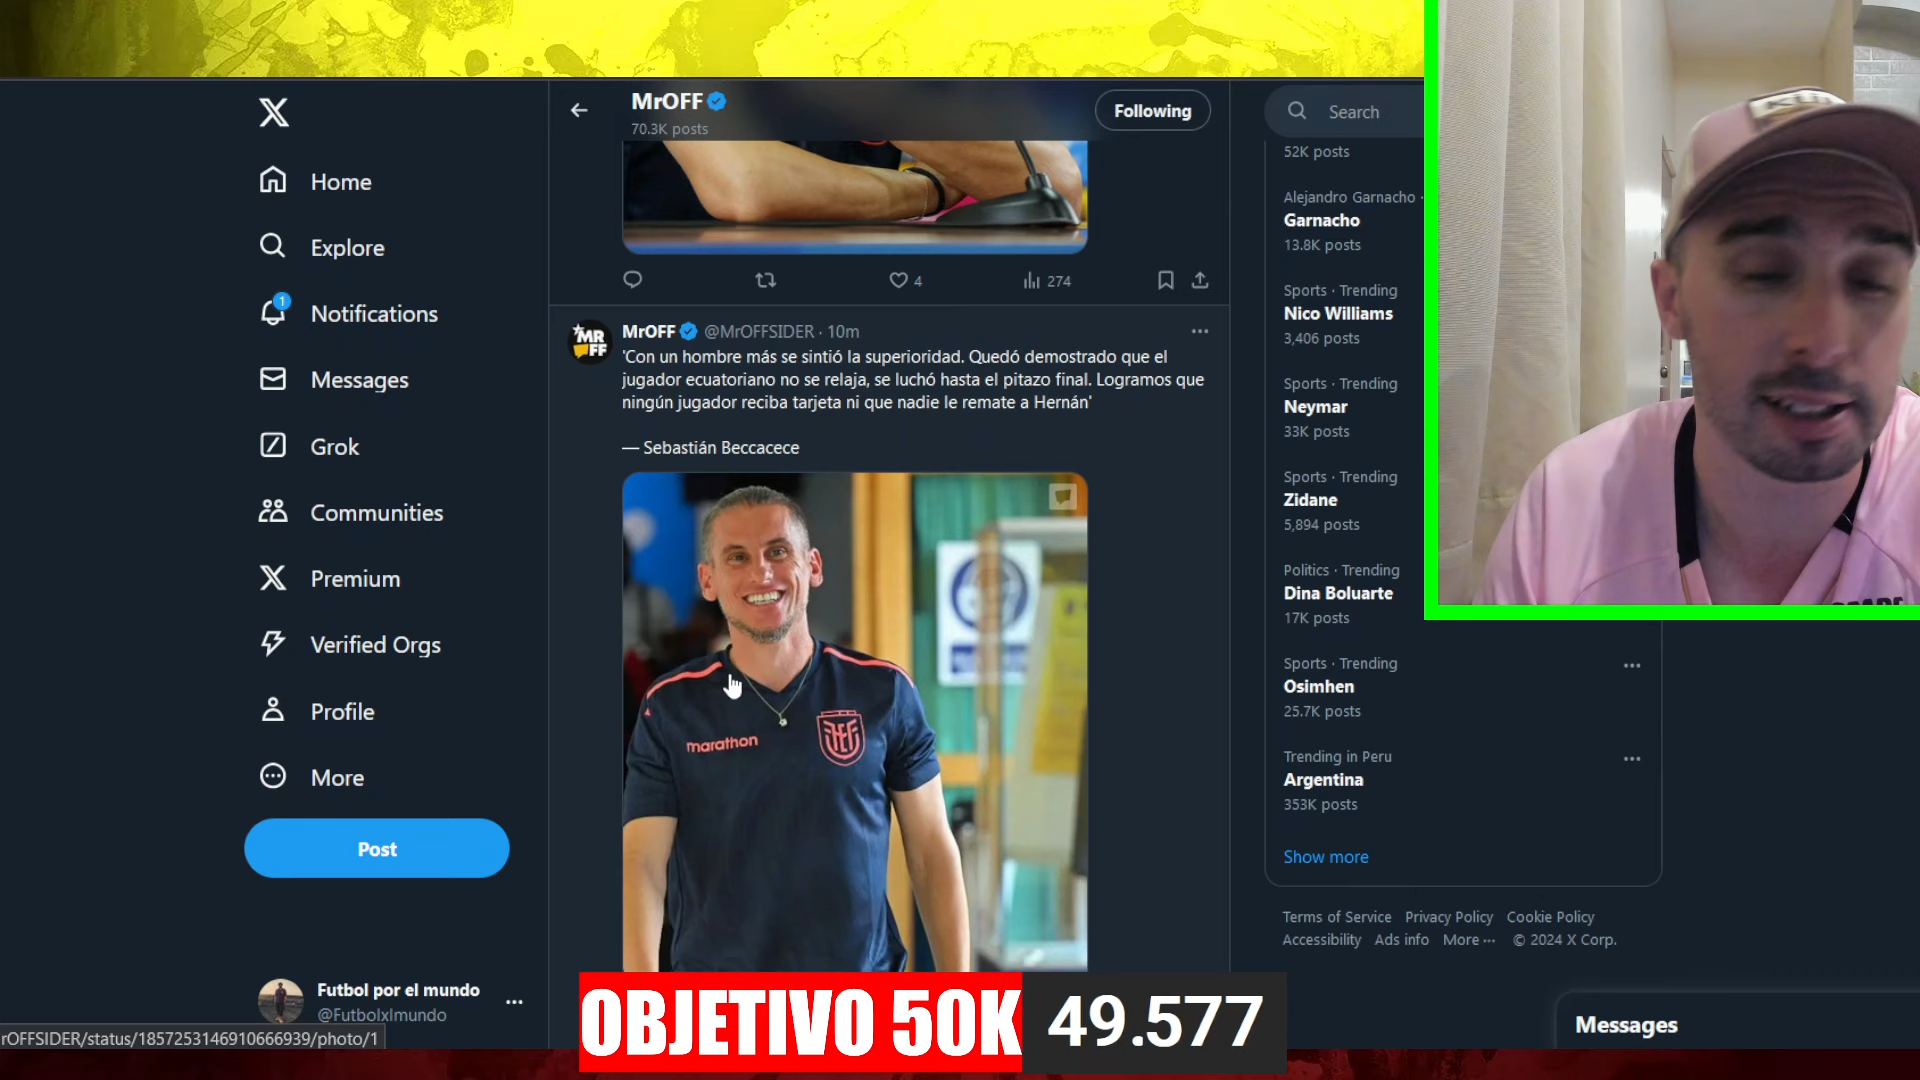 Home
Explore
1
Notifications
Messages
Grok
Communities
Premium
Verified Orgs
Profile
More
Post
Futbol por el mundo
@Futbolxlmundo
rOFFSIDER/status/1857253146910666939/photo/1
MrOFF
70.3K posts
Following
4
274
MR
FF
MrOFF @MrOFFSIDER · 10m
'Con un hombre más se sintió la superioridad. Quedó demostrado que el
jugador ecuatoriano no se relaja, se luchó hasta el pitazo final. Logramos que
ningún jugador reciba tarjeta ni que nadie le remate a Hernán'
— Sebastián Beccacece
marathon
FEF
OBJETIVO 50K 49.577
Search
52K posts
Alejandro Garnacho ·
Garnacho
13.8K posts
Sports · Trending
Nico Williams
3,406 posts
Sports · Trending
Neymar
33K posts
Sports · Trending
Zidane
5,894 posts
Politics · Trending
Dina Boluarte
17K posts
Sports · Trending
Osimhen
25.7K posts
Trending in Peru
Argentina
353K posts
Show more
Terms of Service Privacy Policy Cookie Policy
Accessibility Ads info More ··· © 2024 X Corp.
Messages